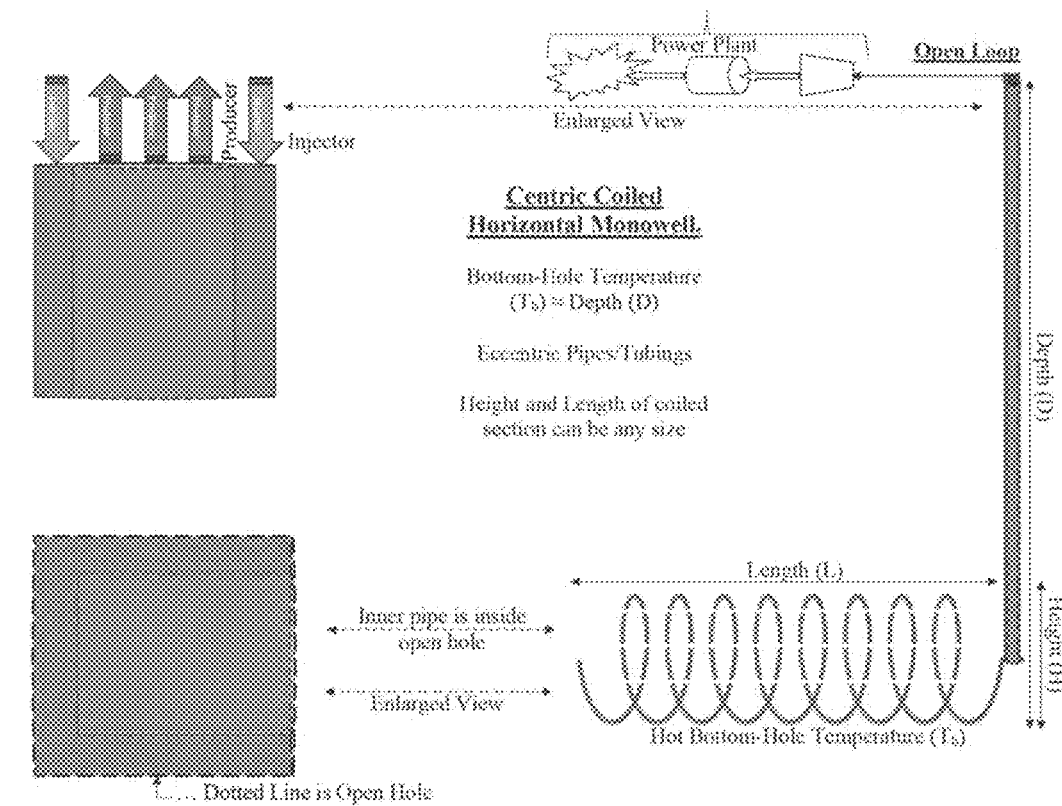 Power Plant
Open Loop
Enlarged View
Producer
Injector
Centric Coiled
Horizontal Monowell.
Bottom-Hole Temperature
(Tb) ≈ Depth (D)
Eccentric Pipes/Tubings
Height and Length of coiled
section can be any size
Depth (D)
Length (L)
Height (H)
Inner pipe is inside
open hole
Enlarged View
Hot Bottom-Hole Temperature (Tb)
Dotted Line is Open Hole